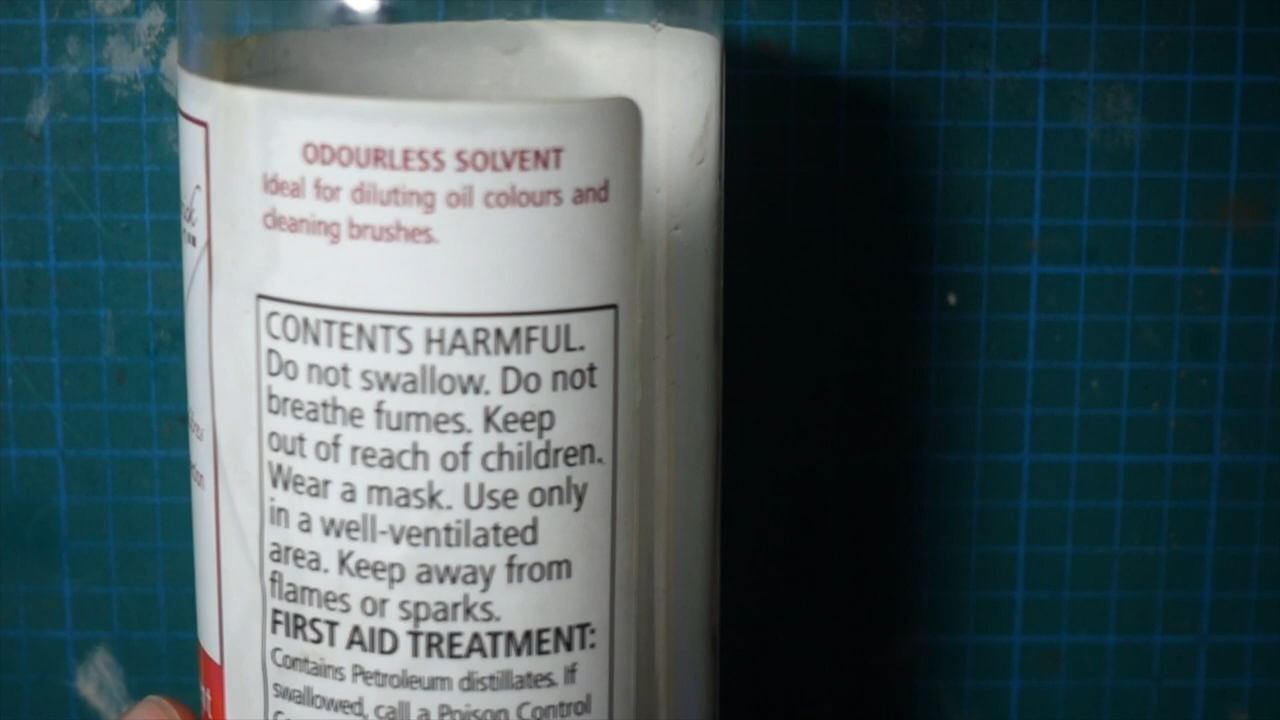 ODOURLESS SOLVENT
Ideal for diluting oil colours and
cleaning brushes.
CONTENTS HARMFUL.
Do not swallow. Do not
breathe fumes. Keep
out of reach of children.
Wear a mask. Use only
in a well-ventilated
area. Keep away from
flames or sparks.
FIRST AID TREATMENT:
Contains Petroleum distilllates. If
swallowed, call a Poison Control